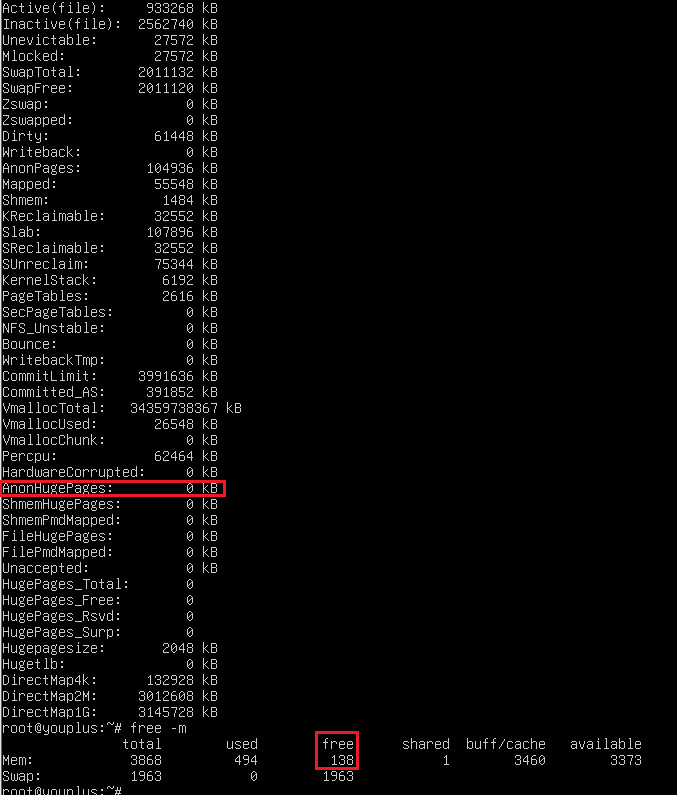 Active(file): 933268 kB
Inactive(file): 2562740 kB
Unevictable: 27572 kB
Mlocked: 27572 kB
SwapTotal: 2011132 kB
SwapFree: 2011120 kB
Zswap: 0 kB
Zswapped: 0 kB
Dirty: 61448 kB
Writeback: 0 kB
AnonPages: 104936 kB
Mapped: 55548 kB
Shmem: 1484 kB
KReclaimable: 32552 kB
Slab: 107896 kB
SReclaimable: 32552 kB
SUnreclaim: 75344 kB
KernelStack: 6192 kB
PageTables: 2616 kB
SecPageTables: 0 kB
NFS_Unstable: 0 kB
Bounce: 0 kB
WritebackTmp: 0 kB
CommitLimit: 3991636 kB
Committed_AS: 391852 kB
VmallocTotal: 34359738367 kB
VmallocUsed: 26548 kB
VmallocChunk: 0 kB
Percpu: 62464 kB
HardwareCorrupted: 0 kB
AnonHugePages: 0 kB
ShmemHugePages: 0 kB
ShmemPmdMapped: 0 kB
FileHugePages: 0 kB
FilePmdMapped: 0 kB
Unaccepted: 0 kB
HugePages_Total: 0
HugePages_Free: 0
HugePages_Rsvd: 0
HugePages_Surp: 0
Hugepagesize: 2048 kB
Hugetlb: 0 kB
DirectMap4k: 132928 kB
DirectMap2M: 3012608 kB
DirectMap1G: 3145728 kB
root@youplus:~# free -m
total used free shared buff/cache available
Mem: 3868 494 138 1 3460 3373
Swap: 1963 0 1963
root@youplus:~#